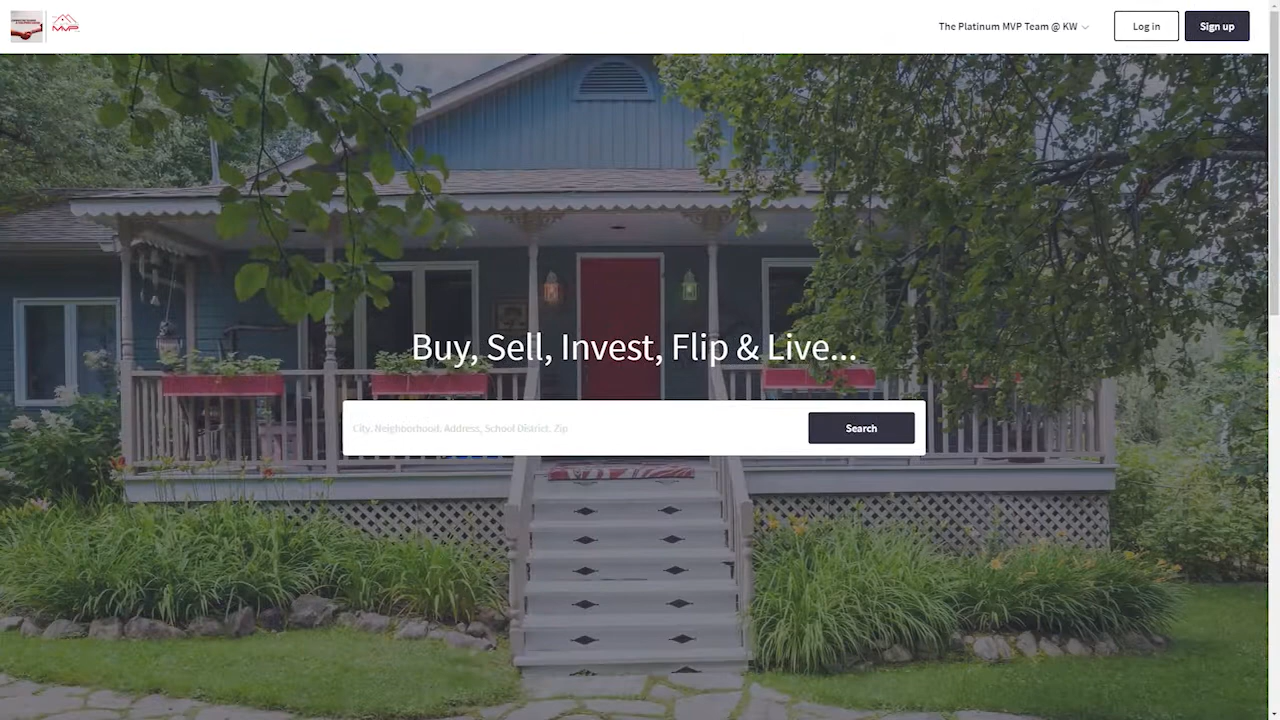 MVP
The Platinum MVP Team @ KW
Log in
Sign up
Buy, Sell, Invest, Flip & Live...
City, Neighborhood, Address, School District, Zip
Search